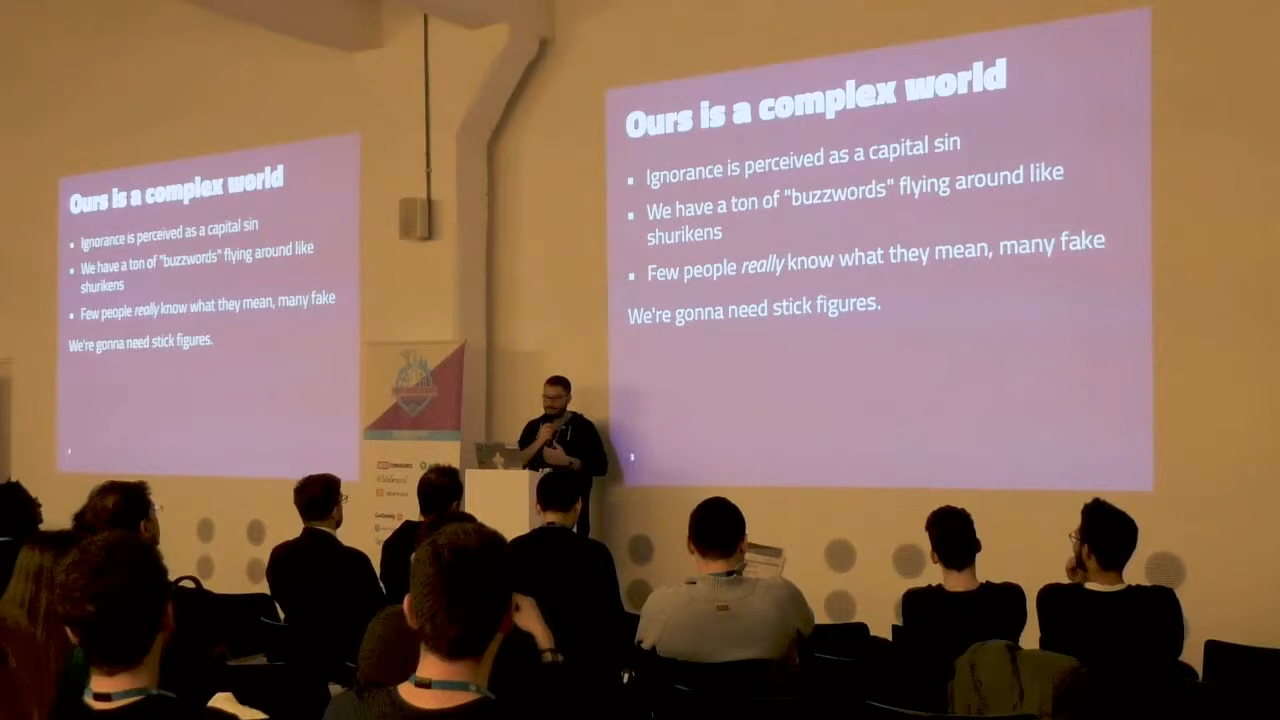 Ours is a complex world
Ignorance is perceived as a capital sin
We have a ton of "buzzwords" flying around like
shurikens
Few people really know what they mean, many fake
We're gonna need stick figures.
Ours is a complex world
Ignorance is perceived as a capital sin
We have a ton of "buzzwords" flying around like
shurikens
Few people really know what they mean, many fake
We're gonna need stick figures.
SiteGround
GoDaddy